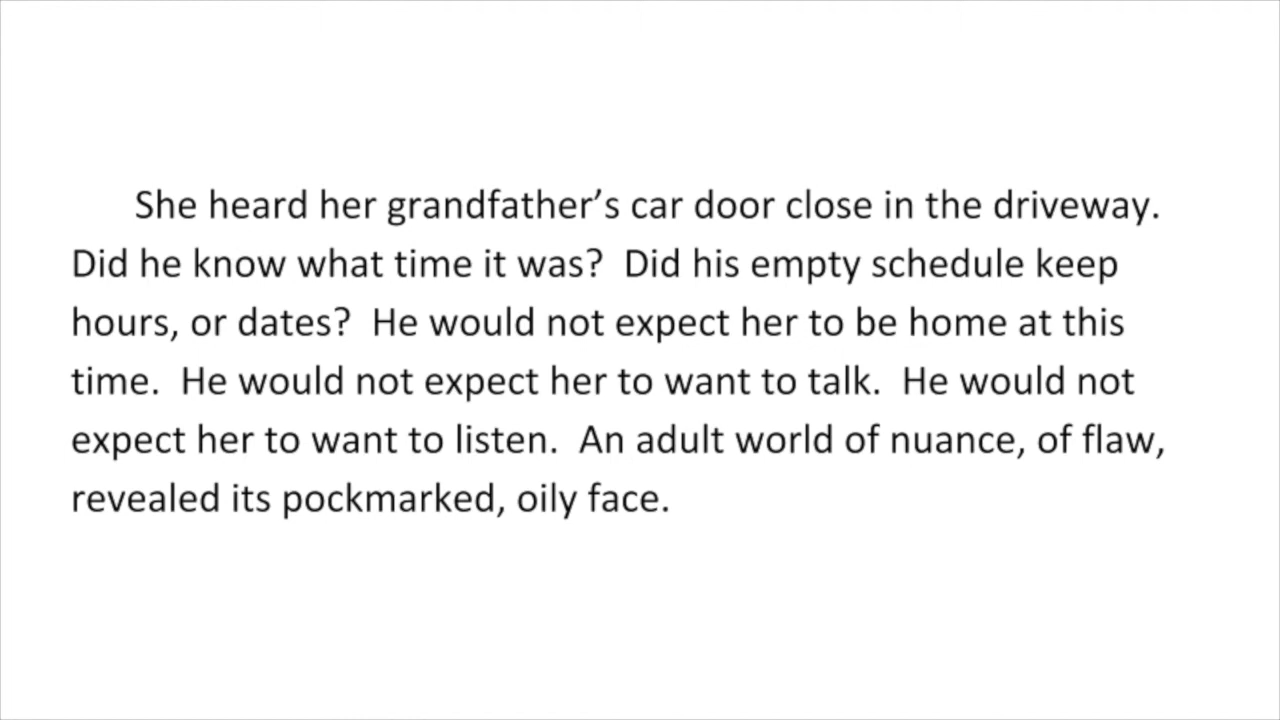 She heard her grandfather’s car door close in the driveway.
Did he know what time it was?  Did his empty schedule keep
hours, or dates?  He would not expect her to be home at this
time.  He would not expect her to want to talk.  He would not
expect her to want to listen.  An adult world of nuance, of flaw,
revealed its pockmarked, oily face.